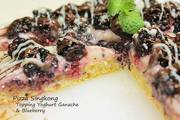 Pizza Singkong
Topping Yoghurt Ganache
& Blueberry